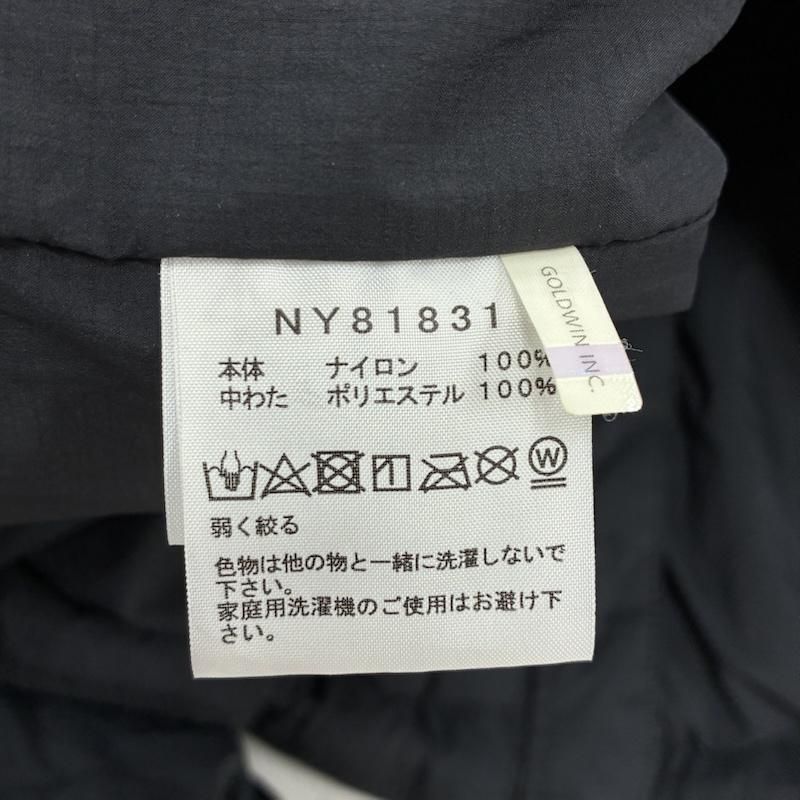 NY81831
本体 ナイロン 100%
中わた ポリエステル 100%
GOLDWIN INC.
W
弱く絞る
色物は他の物と一緒に洗濯しないで
下さい。
家庭用洗濯機のご使用はお避け下
さい。